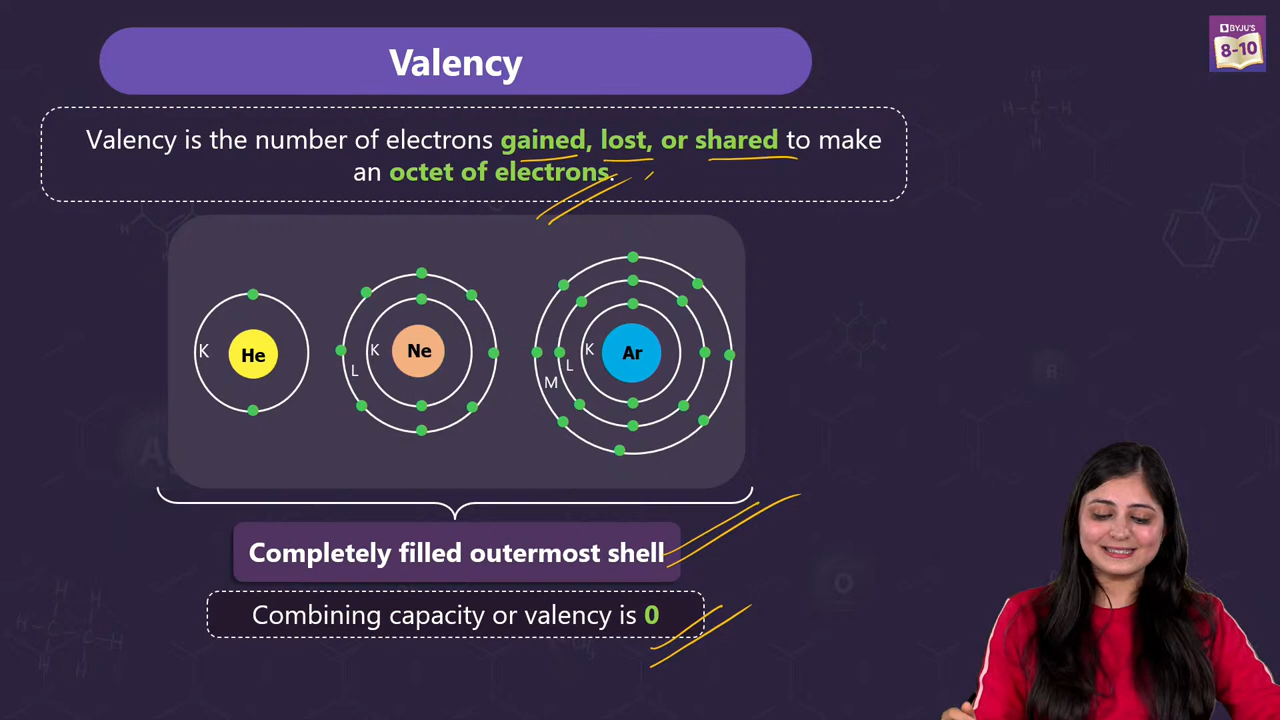 BYJU'S
8-10
Valency
Valency is the number of electrons gained, lost, or shared to make
an octet of electrons.
K
He
K
L
Ne
K
L
M
Ar
Completely filled outermost shell
Combining capacity or valency is 0
H
H C H
H
B
A
O
H
H
H